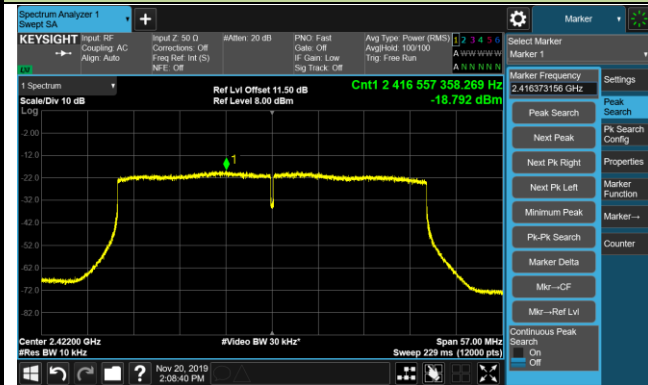 Spectrum Analyzer 1
Swept SA
Marker
KEYSIGHT
Input: RF
Coupling: AC
Align: Auto
Input Z: 50 Ω
Corrections: Off
Freq Ref: Int (S)
NFE: Off
#Atten: 20 dB
PNO: Fast
Gate: Off
IF Gain: Low
Sig Track: Off
Avg Type: Power (RMS)
Avg|Hold: 100/100
Trig: Free Run
1 2 3 4 5 6
A W W W W W
A N N N N N
Select Marker
Marker 1
1 Spectrum
Scale/Div 10 dB
Log
Ref Lvl Offset 11.50 dB
Ref Level 8.00 dBm
Cnt1 2 416 557 358.269 Hz
-18.792 dBm
-2.00
-12.0
-22.0
-32.0
-42.0
-52.0
-62.0
-72.0
-82.0
1
Center 2.42200 GHz
#Res BW 10 kHz
#Video BW 30 kHz*
Span 57.00 MHz
Sweep 229 ms (12000 pts)
Marker Frequency
2.416373156 GHz
Peak Search
Next Peak
Next Pk Right
Next Pk Left
Minimum Peak
Pk-Pk Search
Marker Delta
Mkr→CF
Mkr→Ref Lvl
Continuous Peak
Search
On
Off
Settings
Peak
Search
Pk Search
Config
Properties
Marker
Function
Marker→
Counter
Nov 20, 2019
2:08:40 PM